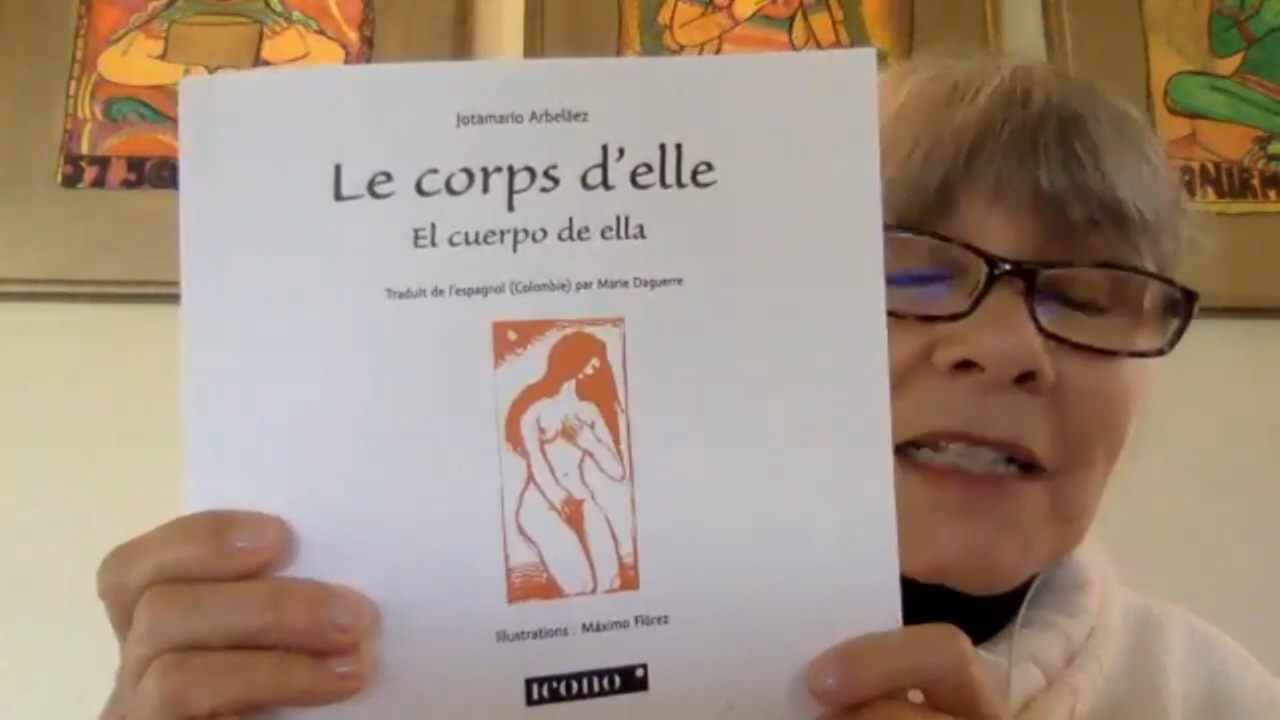 Jotamario Arbeláez
Le corps d'elle
El cuerpo de ella
Traduit de l'espagnol (Colombie) par Marie Daguerre
Illustrations : Máximo Flórez
ICONO